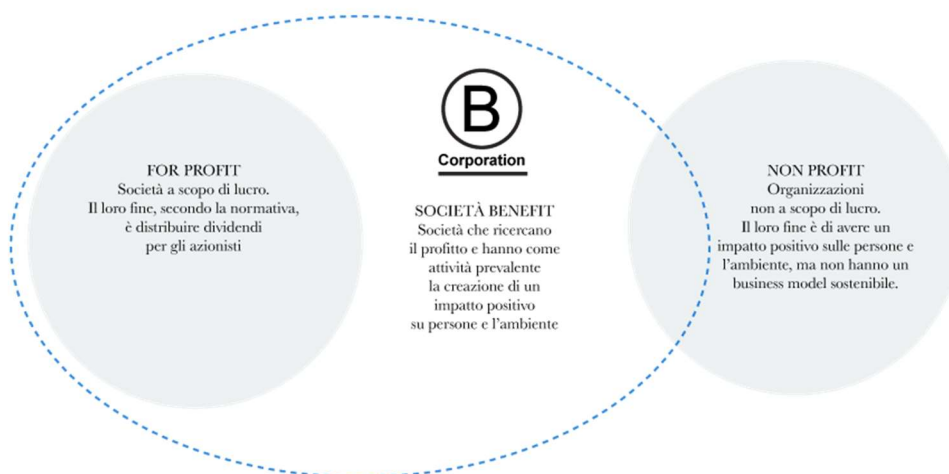 FOR PROFIT
Società a scopo di lucro.
Il loro fine, secondo la normativa,
è distribuire dividendi
per gli azionisti
B
Corporation
SOCIETÀ BENEFIT
Società che ricercano
il profitto e hanno come
attività prevalente
la creazione di un
impatto positivo
su persone e l'ambiente
NON PROFIT
Organizzazioni
non a scopo di lucro.
Il loro fine è di avere un
impatto positivo sulle persone e
l'ambiente, ma non hanno un
business model sostenibile.